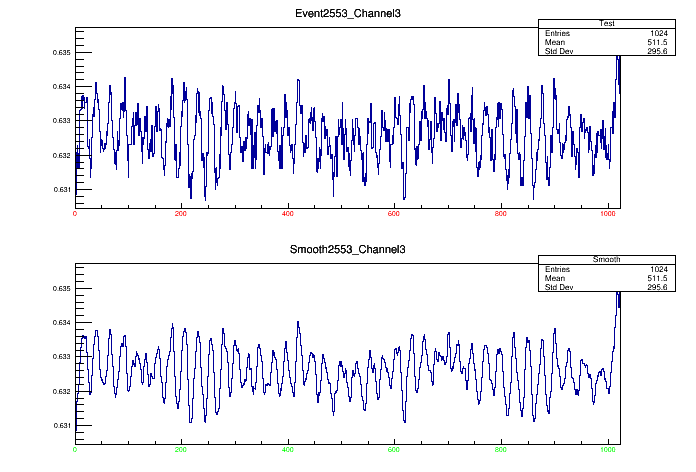 Event2553_Channel3
Test
Entries 1024
Mean 511.5
Std Dev 295.6
0.635
0.634
0.633
0.632
0.631
0 200 400 600 800 1000
Smooth2553_Channel3
Smooth
Entries 1024
Mean 511.5
Std Dev 295.6
0.635
0.634
0.633
0.632
0.631
0 200 400 600 800 1000